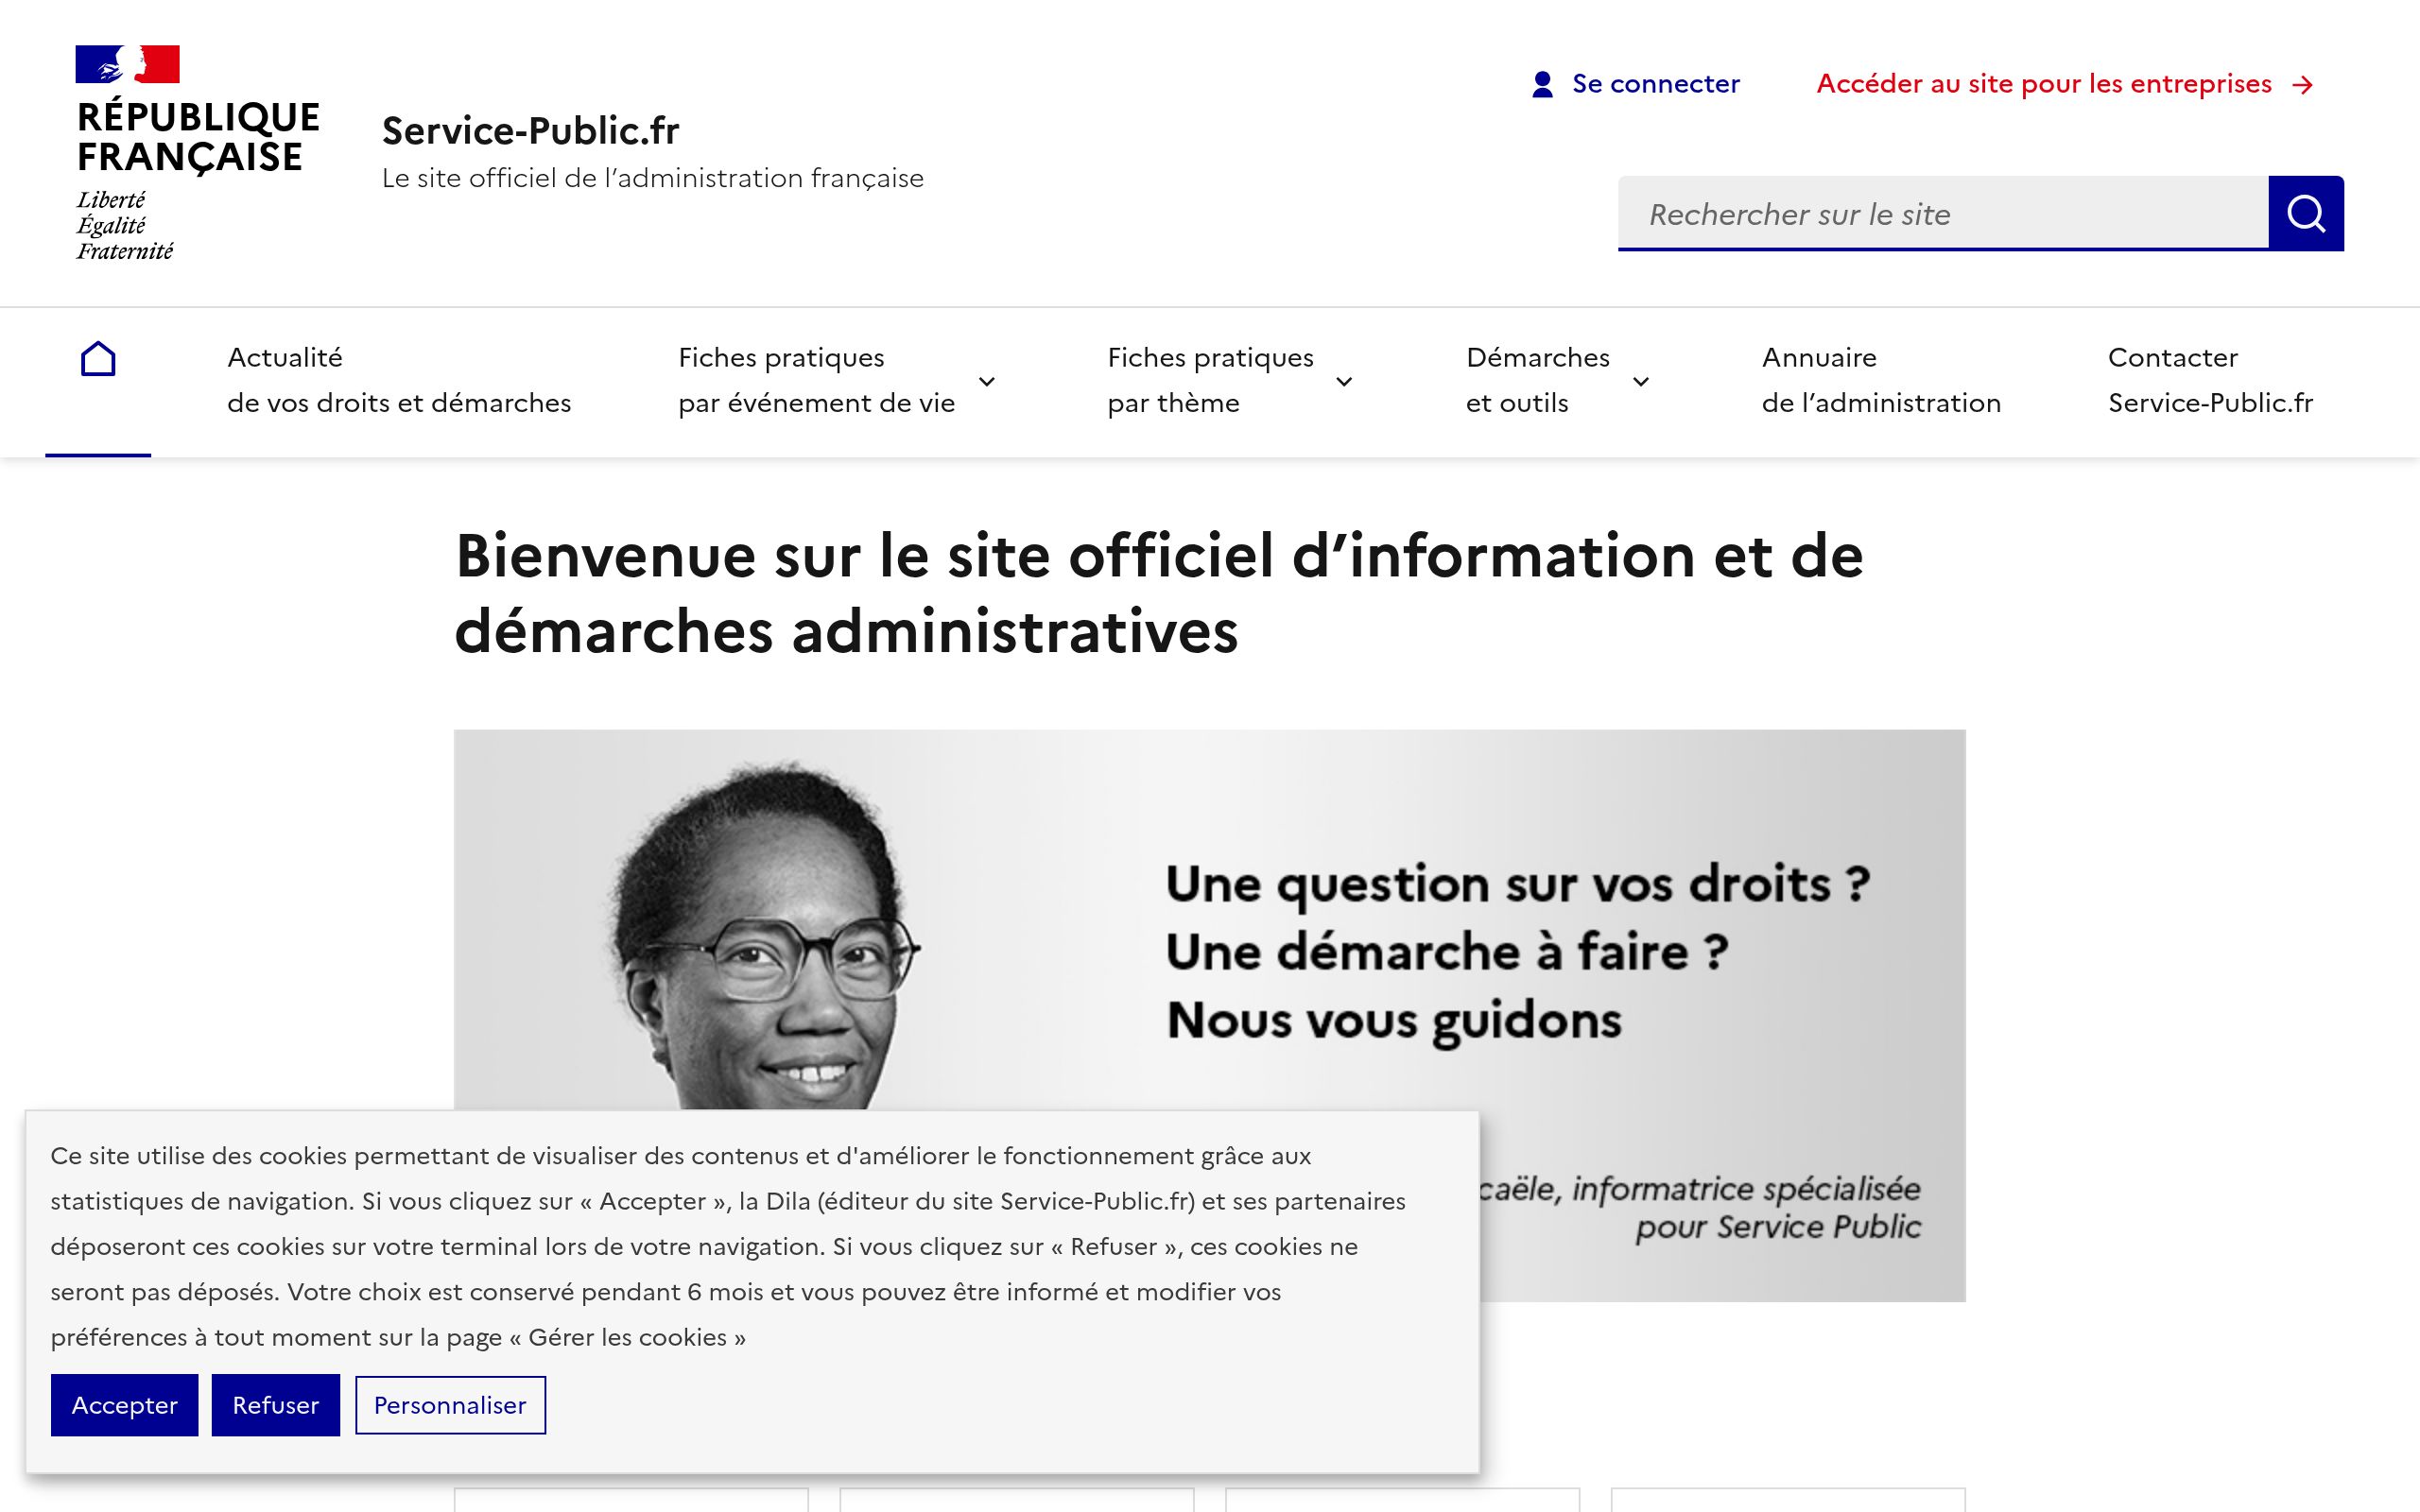 RÉPUBLIQUE
FRANÇAISE
Liberté
Égalité
Fraternité
Service-Public.fr
Le site officiel de l’administration française
Se connecter
Accéder au site pour les entreprises
Rechercher sur le site
Actualité
de vos droits et démarches
Fiches pratiques
par événement de vie
Fiches pratiques
par thème
Démarches
et outils
Annuaire
de l’administration
Contacter
Service-Public.fr
Bienvenue sur le site officiel d’information et de
démarches administratives
Une question sur vos droits ?
Une démarche à faire ?
Nous vous guidons
informatrice spécialisée
pour Service Public
Ce site utilise des cookies permettant de visualiser des contenus et d'améliorer le fonctionnement grâce aux
statistiques de navigation. Si vous cliquez sur « Accepter », la Dila (éditeur du site Service-Public.fr) et ses partenaires
déposeront ces cookies sur votre terminal lors de votre navigation. Si vous cliquez sur « Refuser », ces cookies ne
seront pas déposés. Votre choix est conservé pendant 6 mois et vous pouvez être informé et modifier vos
préférences à tout moment sur la page « Gérer les cookies »
Accepter
Refuser
Personnaliser